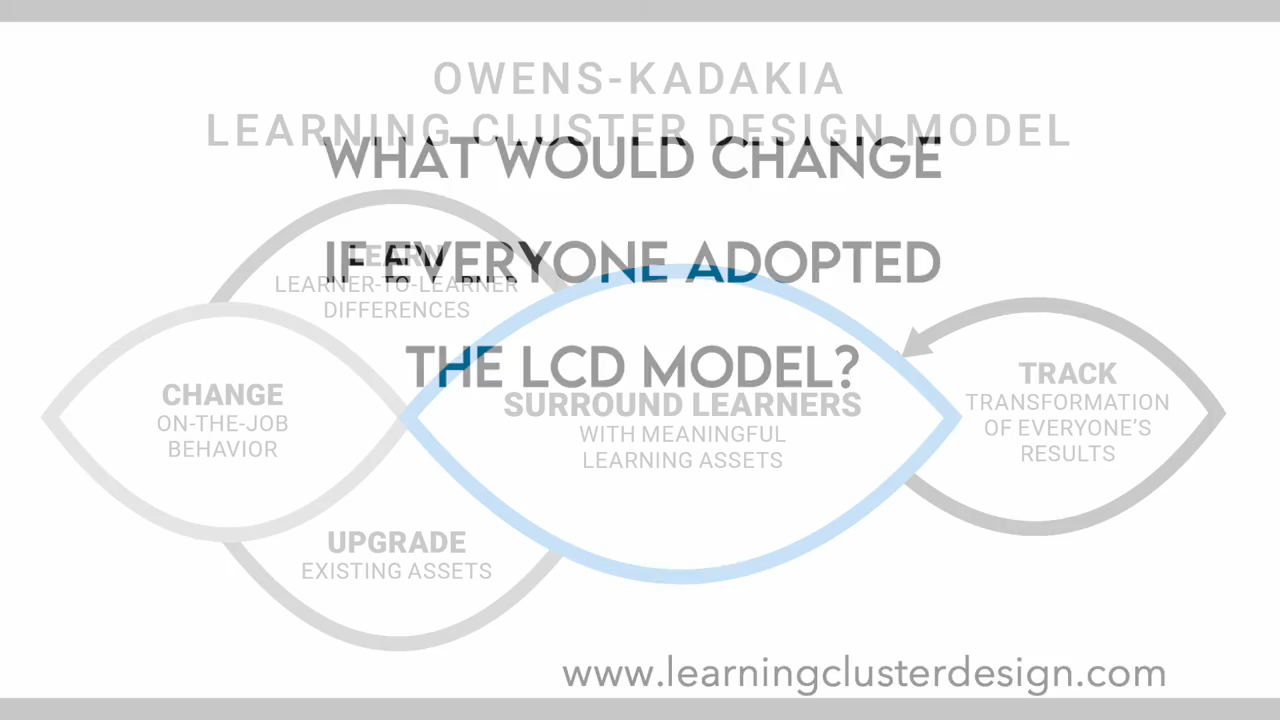 OWENS-KADAKIA
LEARNING CLUSTER DESIGN MODEL
WHAT WOULD CHANGE
IF EVERYONE ADOPTED
THE LCD MODEL?
LEARN
LEARNER-TO-LEARNER
DIFFERENCES
CHANGE
ON-THE-JOB
BEHAVIOR
SURROUND LEARNERS
WITH MEANINGFUL
LEARNING ASSETS
TRACK
TRANSFORMATION
OF EVERYONE'S
RESULTS
UPGRADE
EXISTING ASSETS
www.learningclusterdesign.com